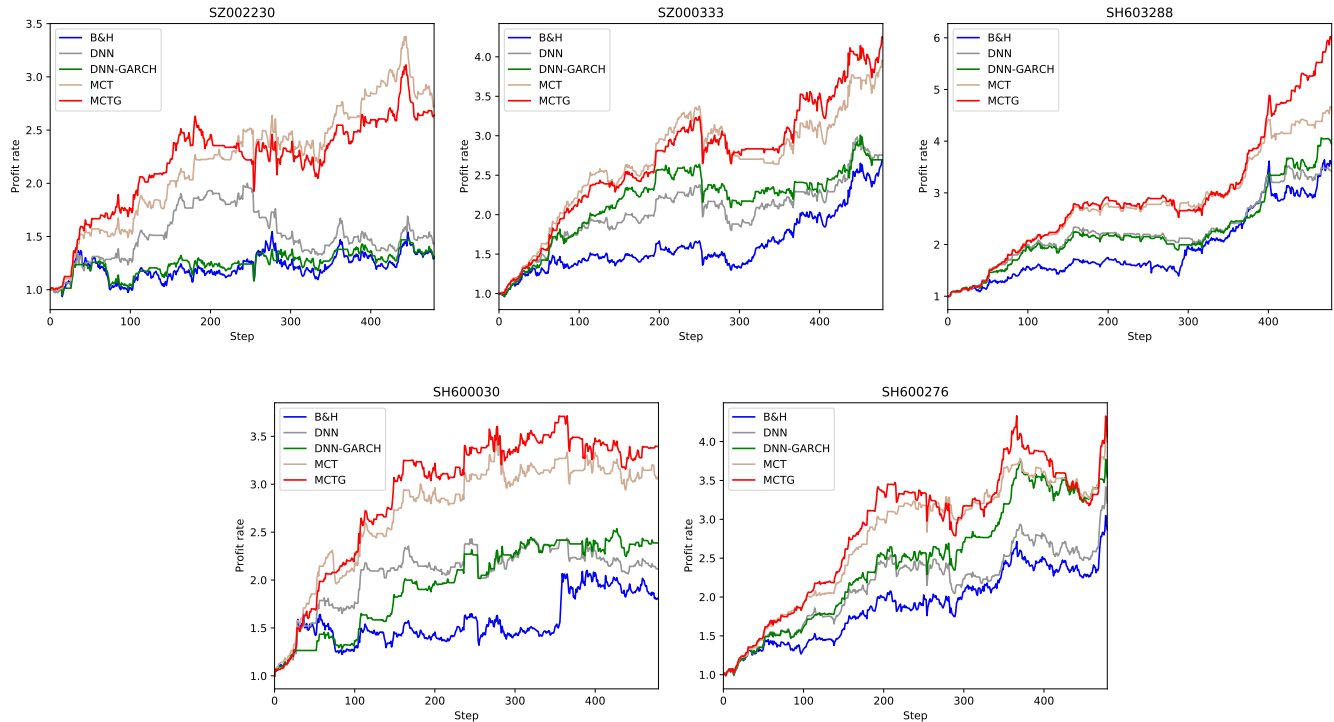 SZ002230
Profit rate
3.5
3.0
2.5
2.0
1.5
1.0
B&H
DNN
DNN-GARCH
MCT
MCTG
0
100
200
300
400
Step
SZ000333
Profit rate
4.0
3.5
3.0
2.5
2.0
1.5
1.0
B&H
DNN
DNN-GARCH
MCT
MCTG
0
100
200
300
400
Step
SH603288
Profit rate
6
5
4
3
2
1
B&H
DNN
DNN-GARCH
MCT
MCTG
0
100
200
300
400
Step
SH600030
Profit rate
3.5
3.0
2.5
2.0
1.5
1.0
B&H
DNN
DNN-GARCH
MCT
MCTG
0
100
200
300
400
Step
SH600276
Profit rate
4.0
3.5
3.0
2.5
2.0
1.5
1.0
B&H
DNN
DNN-GARCH
MCT
MCTG
0
100
200
300
400
Step